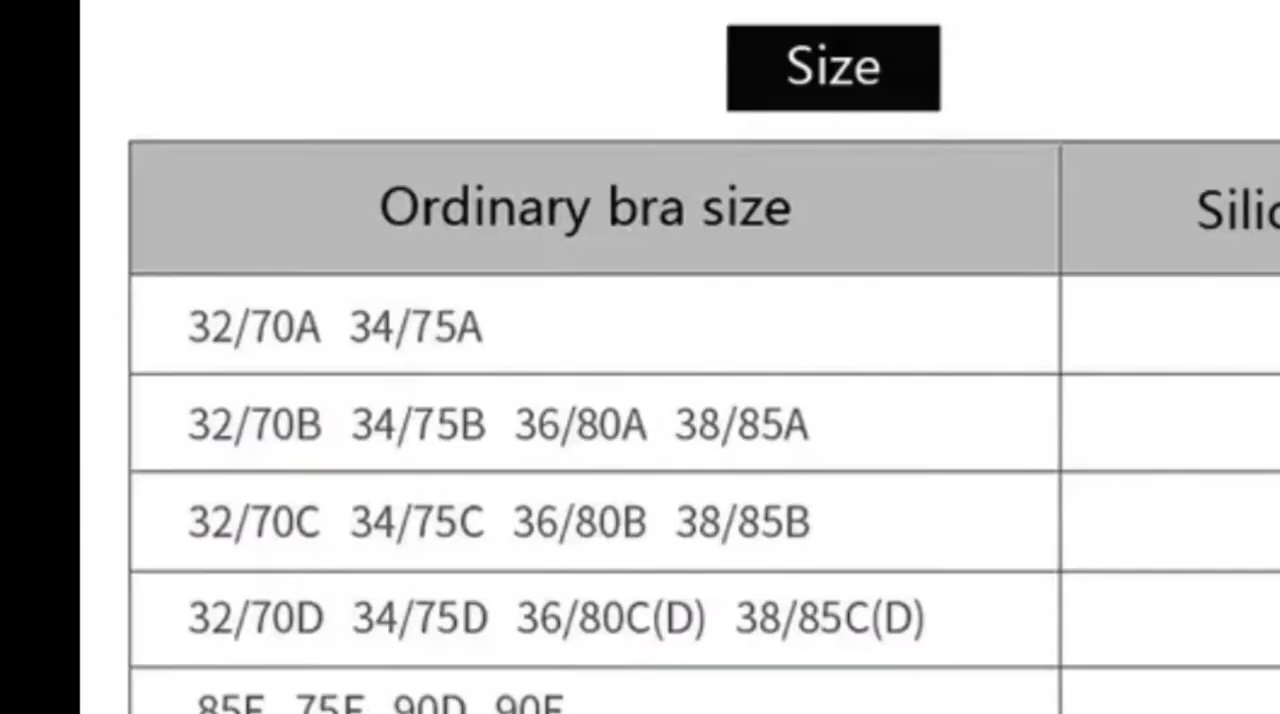 Size
Ordinary bra size
32/70A 34/75A
32/70B 34/75B 36/80A 38/85A
32/70C 34/75C 36/80B 38/85B
32/70D 34/75D 36/80C(D) 38/85C(D)
90D